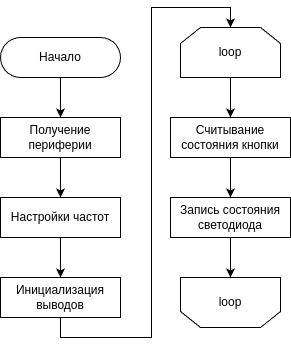 Начало
Получение
периферии
Настройки частот
Инициализация
выводов
loop
Считывание
состояния кнопки
Запись состояния
светодиода
loop